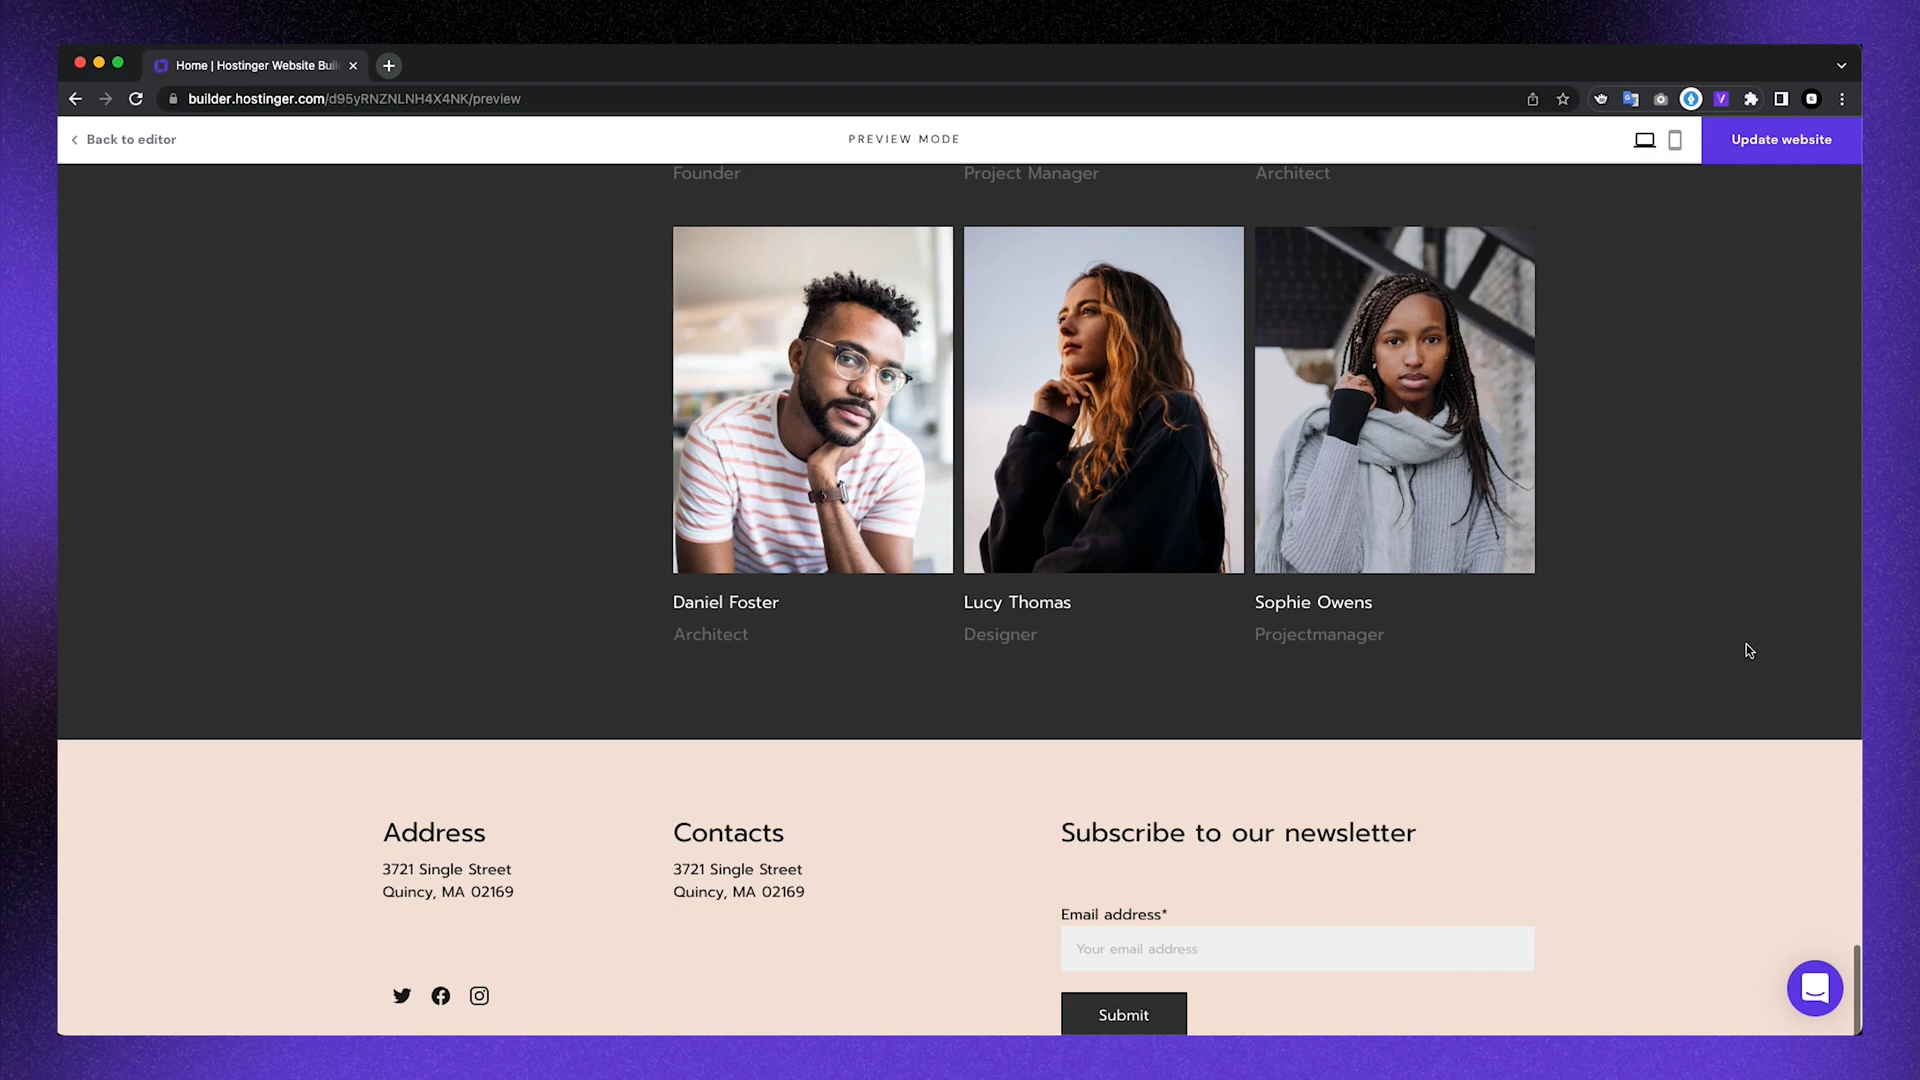 Home | Hostinger Website Buil
builder.hostinger.com/d95yRNZNLNH4X4NK/preview
Back to editor
PREVIEW MODE
Update website
Founder
Project Manager
Architect
Daniel Foster
Lucy Thomas
Sophie Owens
Architect
Designer
Projectmanager
Address
Contacts
Subscribe to our newsletter
3721 Single Street
3721 Single Street
Quincy, MA 02169
Quincy, MA 02169
Email address*
Your email address
Submit